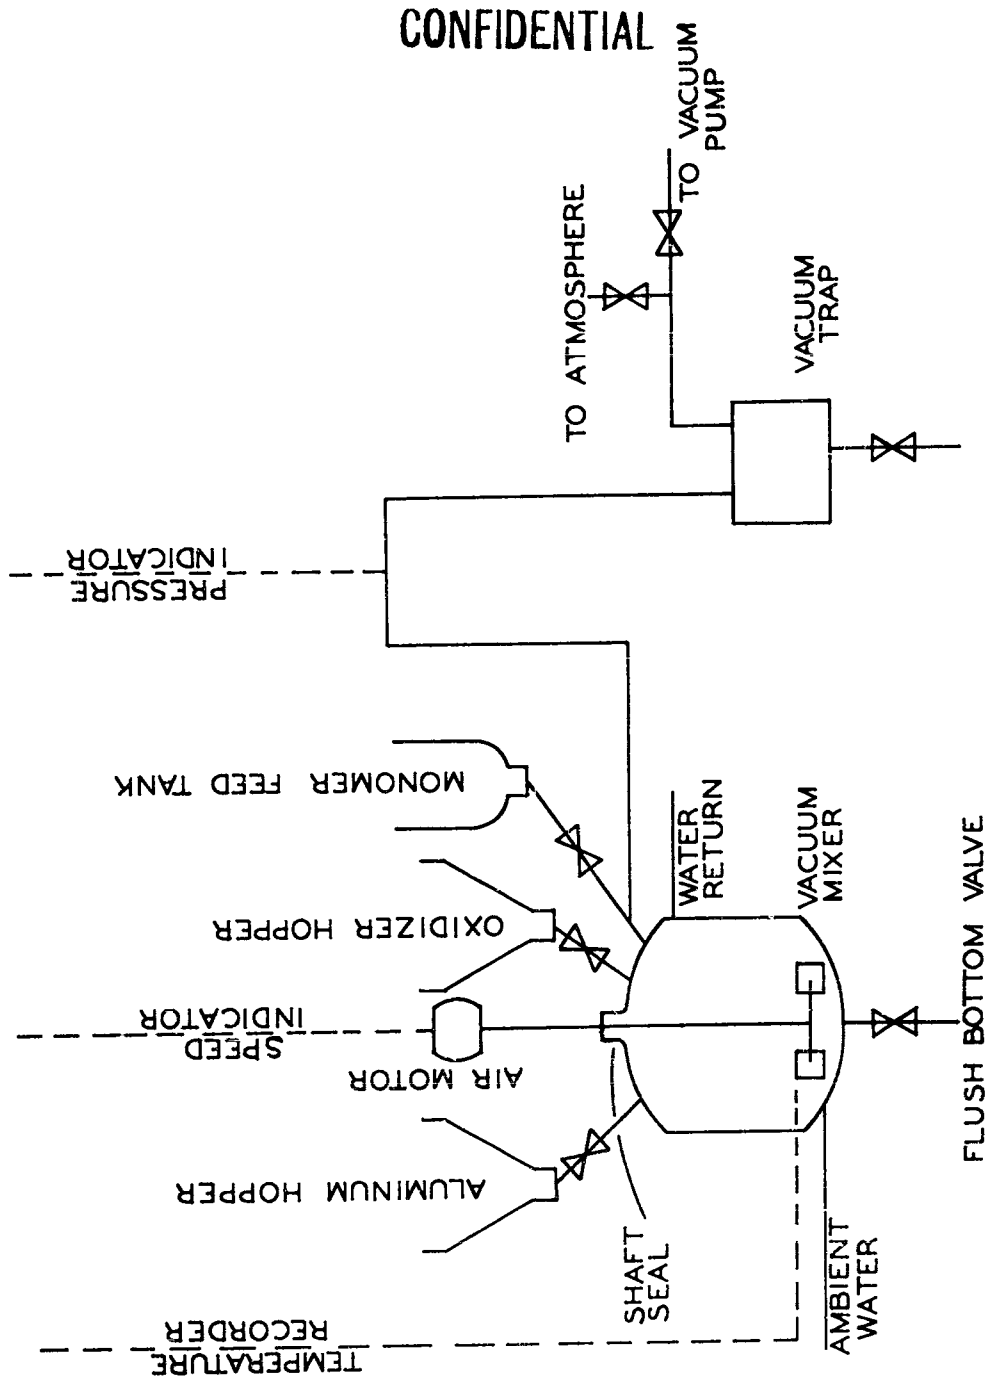 CONFIDENTIAL
TO VACUUM
PUMP
TO ATMOSPHERE
VACUUM
TRAP
PRESSURE
INDICATOR
MONOMER FEED TANK
OXIDIZER HOPPER
SPEED
INDICATOR
AIR MOTOR
ALUMINUM HOPPER
TEMPERATURE
RECORDER
WATER
RETURN
VACUUM
MIXER
FLUSH BOTTOM VALVE
SHAFT
SEAL
AMBIENT
WATER